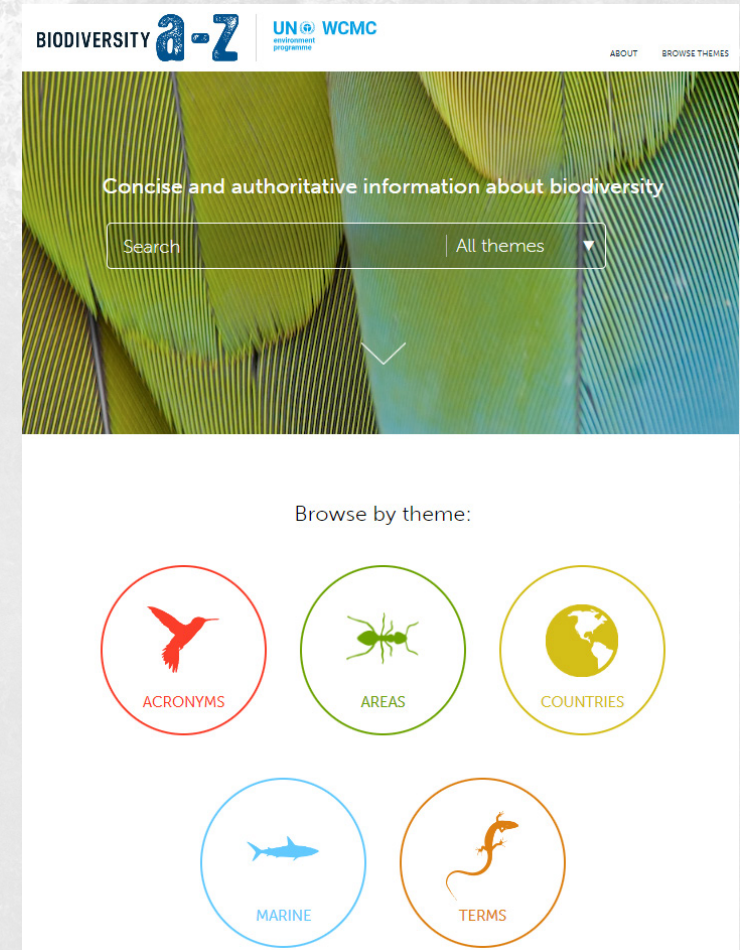 BIODIVERSITY a-z
UN WCMC
environment
programme
ABOUT BROWSE THEMES
Concise and authoritative information about biodiversity
Search All themes
Browse by theme:
ACRONYMS AREAS COUNTRIES
MARINE TERMS